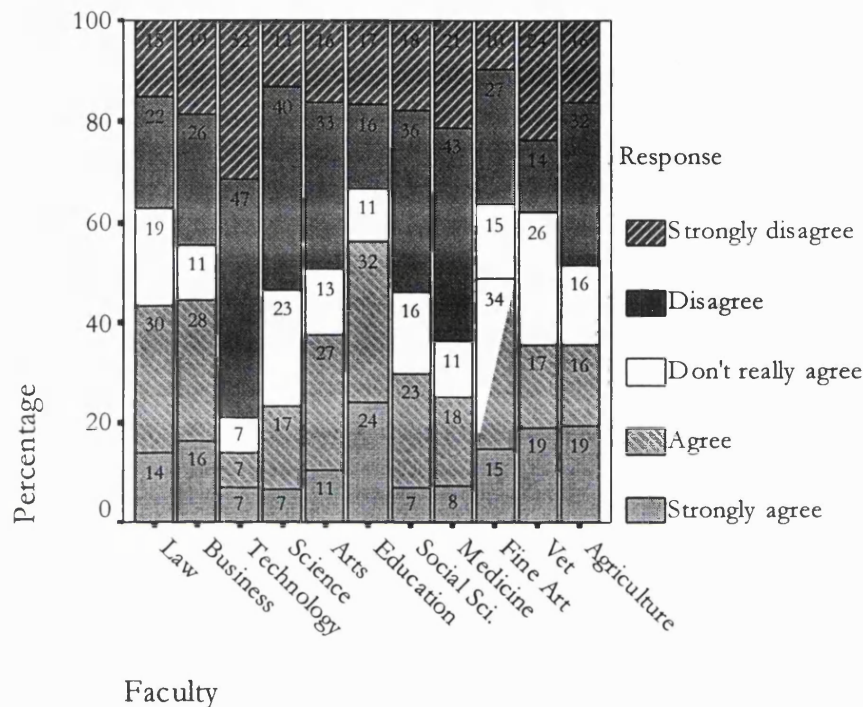 100
80
60
40
20
0
Percentage
15 19 32 13 16 17 18 21 10 24 16
22 26 47 40 33 16 36 43 27 14 32
19 11 7 23 13 11 16 11 15 26 16
30 28 7 17 27 32 23 18 34 17 16
14 16 7 7 11 24 7 8 15 19 19
Law
Business
Technology
Science
Arts
Education
Social Sci.
Medicine
Fine Art
Vet
Agriculture
Faculty
Response
Strongly disagree
Disagree
Don't really agree
Agree
Strongly agree